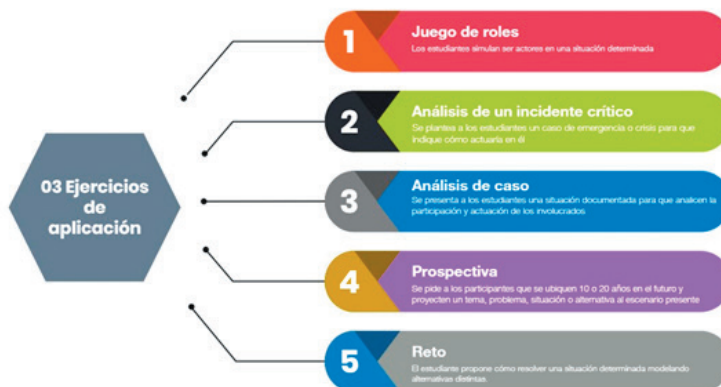 03 Ejercicios
de
aplicación
1
Juego de roles
Los estudiantes simulan ser actores en una situación determinada
2
Análisis de un incidente crítico
Se plantea a los estudiantes un caso de emergencia o crisis para que
indique cómo actuaría en él
3
Análisis de caso
Se presenta a los estudiantes una situación documentada para que analicen la
participación y actuación de los involucrados
4
Prospectiva
Se pide a los participantes que se ubiquen 10 o 20 años en el futuro y
proyecten un tema, problema, situación o alternativa al escenario presente
5
Reto
El estudiante propone cómo resolver una situación determinada modelando
alternativas distintas.